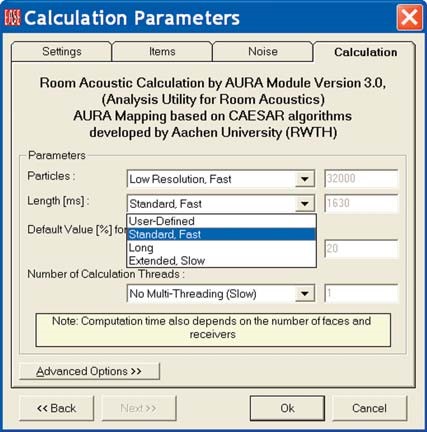 EASE Calculation Parameters
Settings Items Noise Calculation
Room Acoustic Calculation by AURA Module Version 3.0,
(Analysis Utility for Room Acoustics)
AURA Mapping based on CAESAR algorithms
developed by Aachen University (RWTH)
Parameters
Particles : Low Resolution, Fast 32000
Length [ms] : Standard, Fast 1630
User-Defined
Default Value [%] for
Standard, Fast
Long
20
Extended, Slow
Number of Calculation Threads :
No Multi-Threading (Slow) 1
Note: Computation time also depends on the number of faces and
receivers
Advanced Options >>
<< Back Next >> Ok Cancel